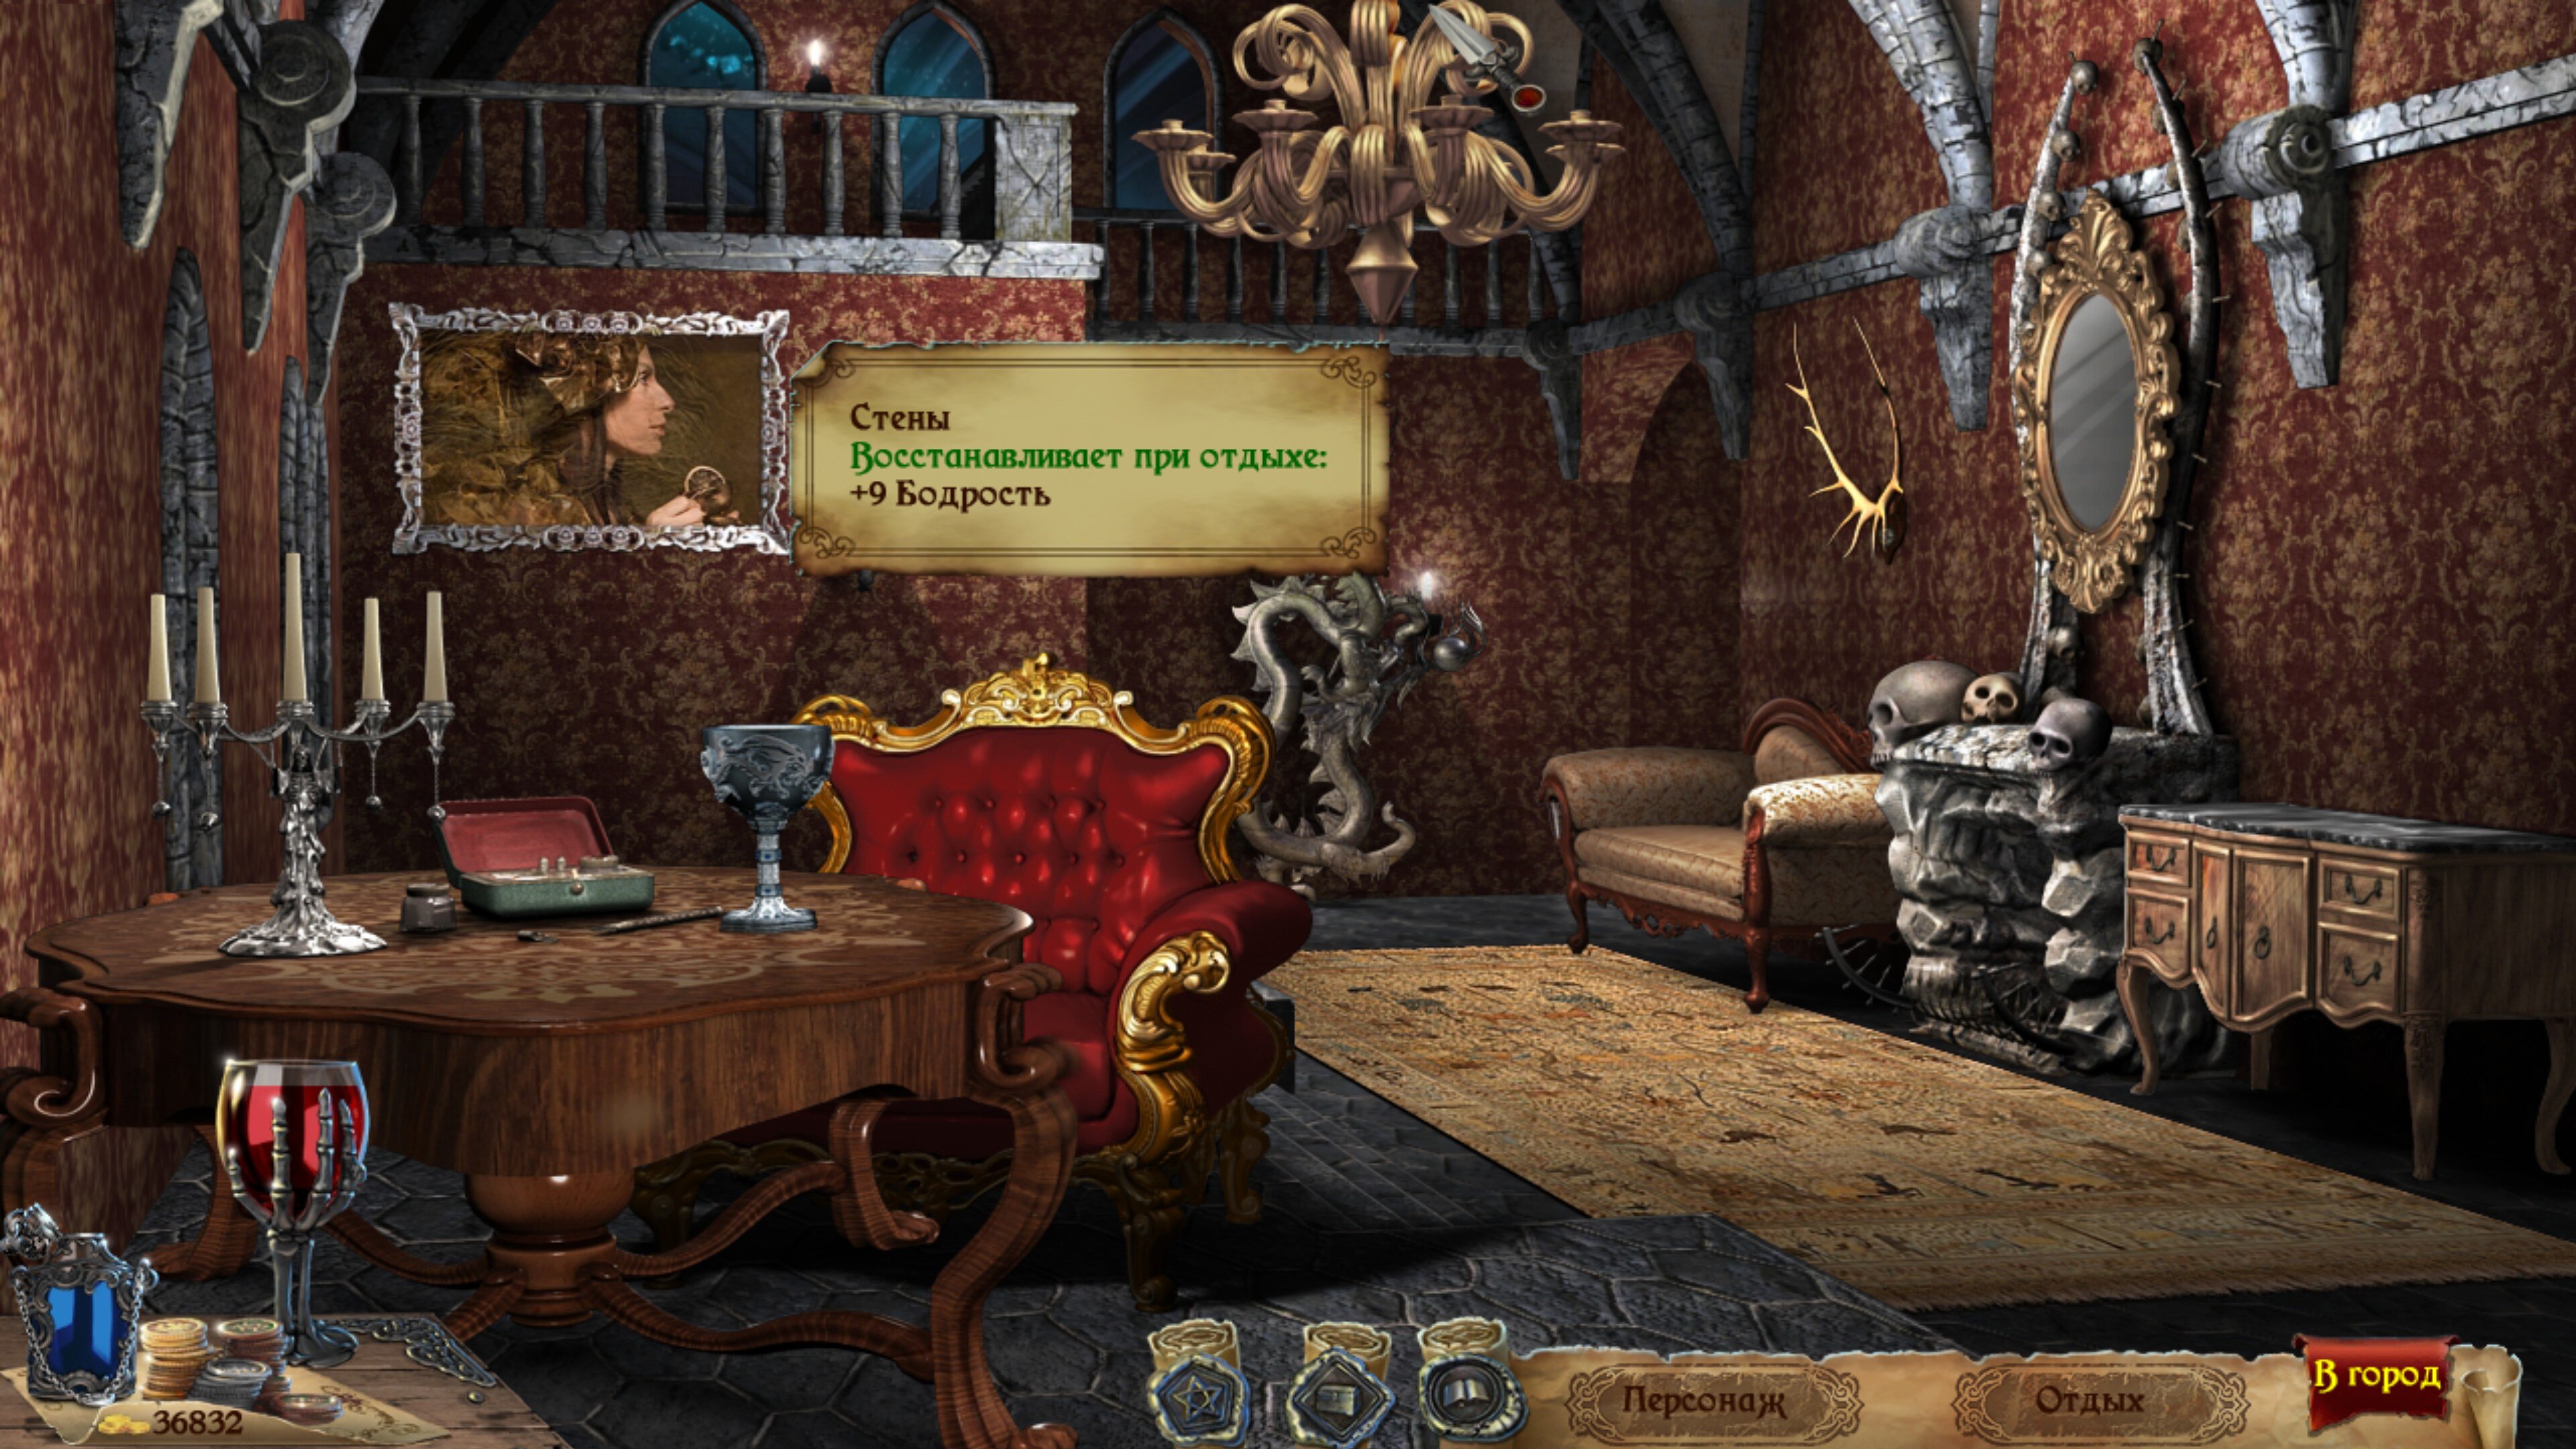 Стены
Восстанавливает при отдыхе:
+9 Бодрость
36832
Персонаж
Отдых
В город